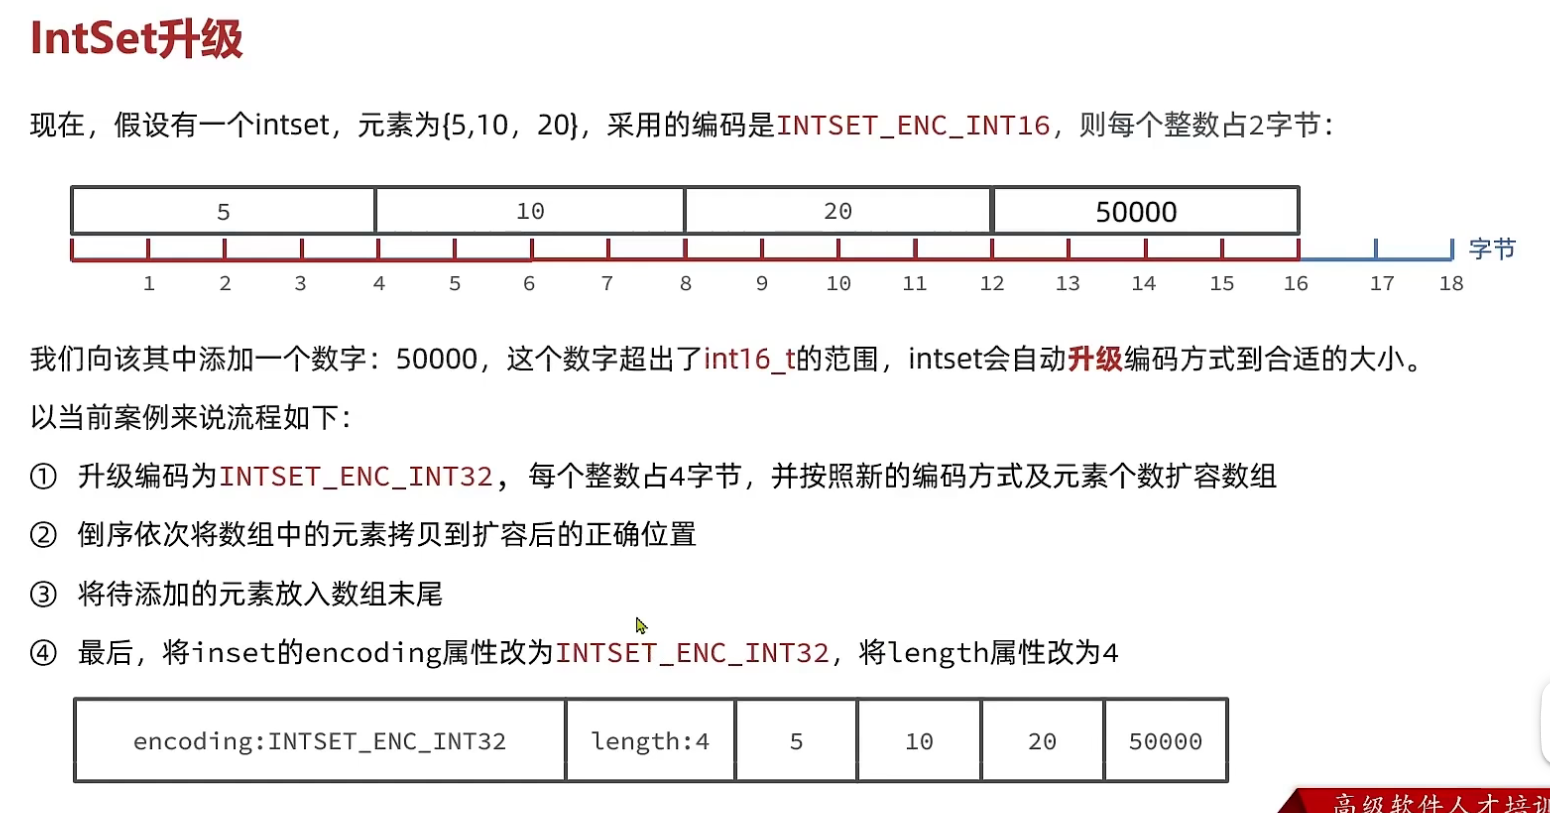 IntSet升级
现在，假设有一个intset，元素为{5,10，20}，采用的编码是INTSET_ENC_INT16，则每个整数占2字节：
5 10 20 50000
字节
1 2 3 4 5 6 7 8 9 10 11 12 13 14 15 16 17 18
我们向该其中添加一个数字：50000，这个数字超出了int16_t的范围，intset会自动升级编码方式到合适的大小。
以当前案例来说流程如下：
① 升级编码为INTSET_ENC_INT32，每个整数占4字节，并按照新的编码方式及元素个数扩容数组
② 倒序依次将数组中的元素拷贝到扩容后的正确位置
③ 将待添加的元素放入数组末尾
④ 最后，将inset的encoding属性改为INTSET_ENC_INT32，将length属性改为4
encoding:INTSET_ENC_INT32 length:4 5 10 20 50000
高级软件人才培训